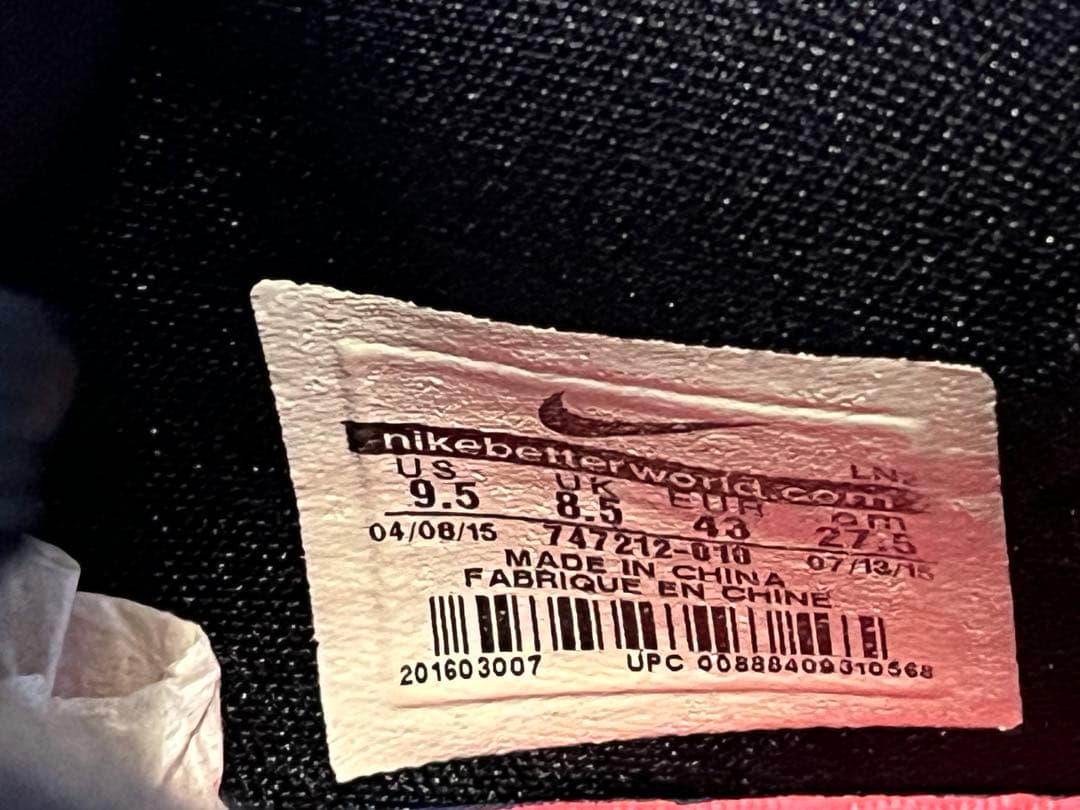 LN
nikebetterworld.com
US UK EUR cm
9.5 8.5 43 27.5
04/08/15 747212-010 07/13/15
MADE IN CHINA
FABRIQUE EN CHINE
201603007 UPC 00888409310568